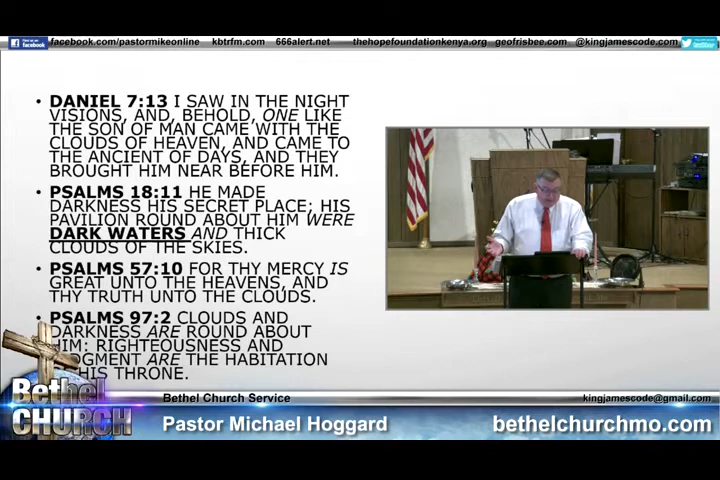 facebook.com/pastormikeonline kbtrfm.com 666alert.net thehopefoundationkenya.org geofrisbee.com @kingjamescode.com
• DANIEL 7:13 I SAW IN THE NIGHT
VISIONS, AND, BEHOLD, ONE LIKE
THE SON OF MAN CAME WITH THE
CLOUDS OF HEAVEN, AND CAME TO
THE ANCIENT OF DAYS, AND THEY
BROUGHT HIM NEAR BEFORE HIM.
• PSALMS 18:11 HE MADE
DARKNESS HIS SECRET PLACE; HIS
PAVILION ROUND ABOUT HIM WERE
DARK WATERS AND THICK
CLOUDS OF THE SKIES.
• PSALMS 57:10 FOR THY MERCY IS
GREAT UNTO THE HEAVENS, AND
THY TRUTH UNTO THE CLOUDS.
• PSALMS 97:2 CLOUDS AND
DARKNESS ARE ROUND ABOUT
HIM: RIGHTEOUSNESS AND
JUDGMENT ARE THE HABITATION
HIS THRONE.
Bethel
CHURCH
Bethel Church Service kingjamescode@gmail.com
Pastor Michael Hoggard bethelchurchmo.com